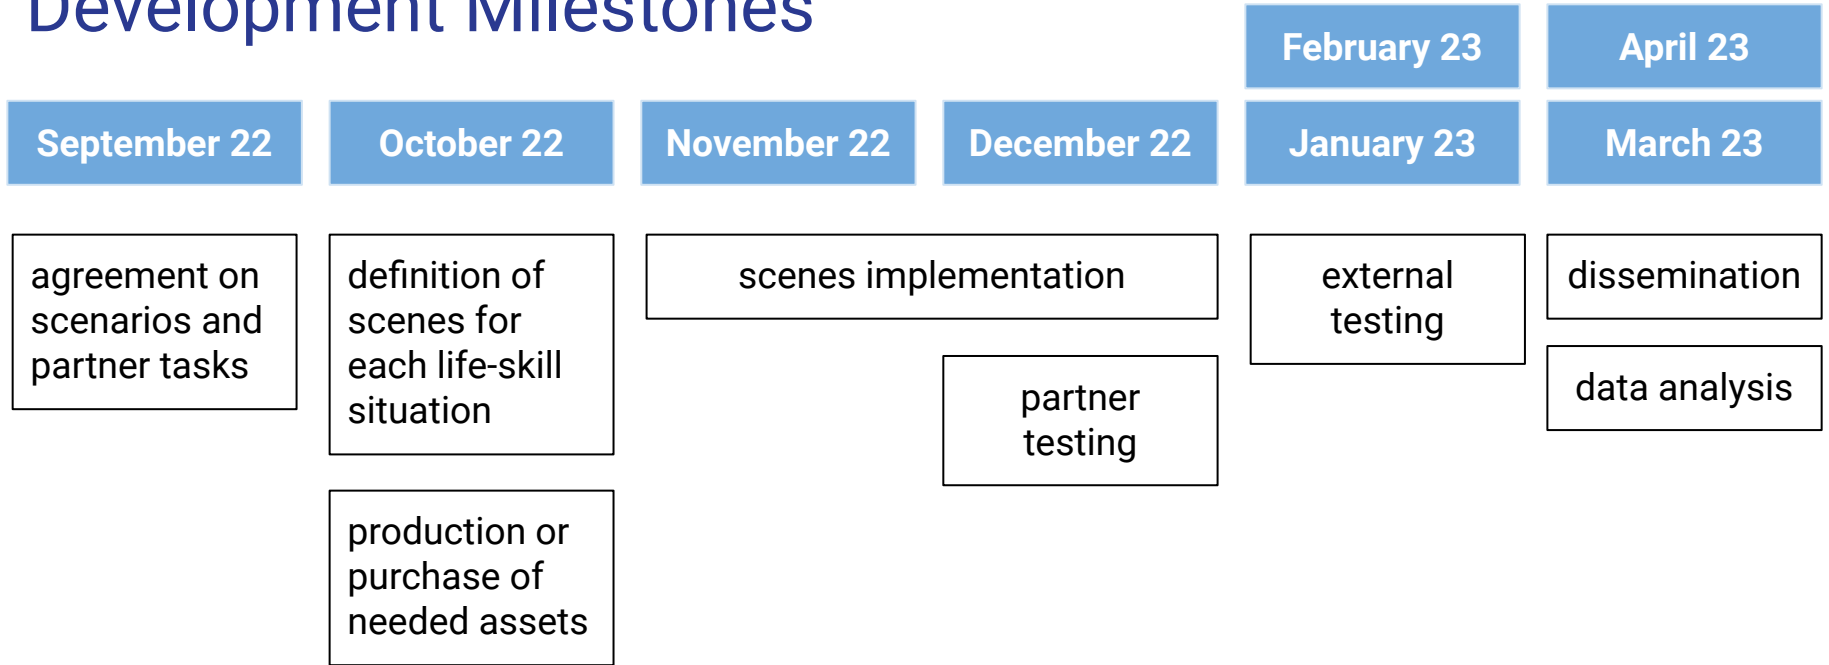 Development Milestones
February 23
April 23
September 22
October 22
November 22
December 22
January 23
March 23
agreement on
scenarios and
partner tasks
definition of
scenes for
each life-skill
situation
production or
purchase of
needed assets
scenes implementation
partner
testing
external
testing
dissemination
data analysis